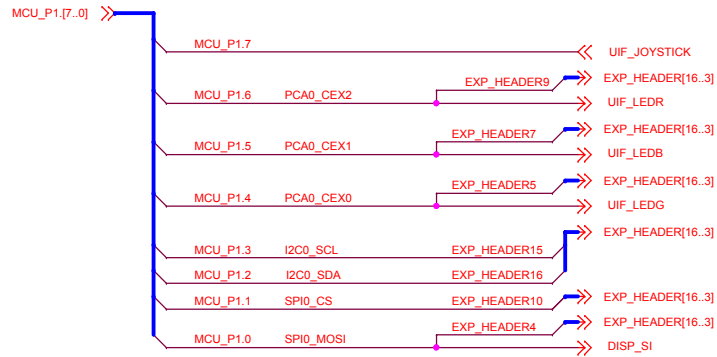 MCU_P1.[7..0]
MCU_P1.7 UIF_JOYSTICK
EXP_HEADER9 EXP_HEADER[16..3]
MCU_P1.6 PCA0_CEX2 UIF_LEDR
EXP_HEADER7 EXP_HEADER[16..3]
MCU_P1.5 PCA0_CEX1 UIF_LEDB
EXP_HEADER5 EXP_HEADER[16..3]
MCU_P1.4 PCA0_CEX0 UIF_LEDG
EXP_HEADER[16..3]
MCU_P1.3 I2C0_SCL EXP_HEADER15
MCU_P1.2 I2C0_SDA EXP_HEADER16
MCU_P1.1 SPI0_CS EXP_HEADER10 EXP_HEADER[16..3]
EXP_HEADER4 EXP_HEADER[16..3]
MCU_P1.0 SPI0_MOSI DISP_SI